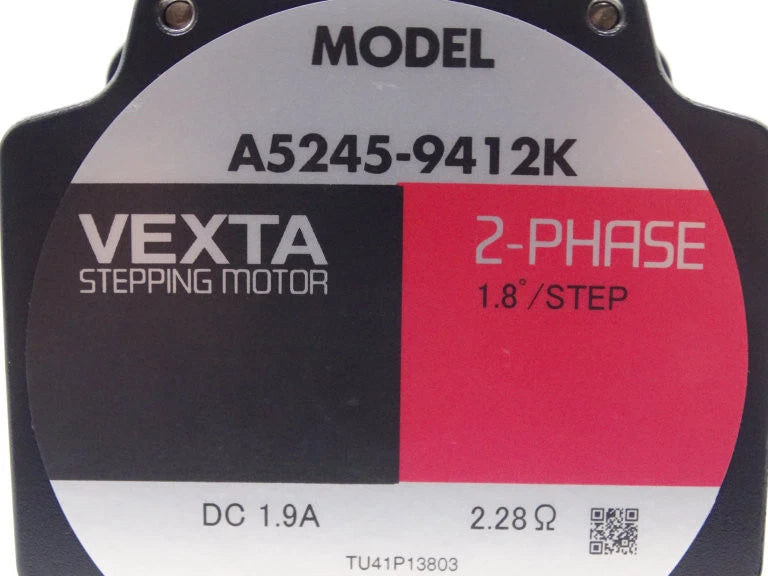 MODEL
A5245-9412K
VEXTA
STEPPING MOTOR
2-PHASE
1.8°/STEP
DC 1.9A
2.28Ω
TU41P13803